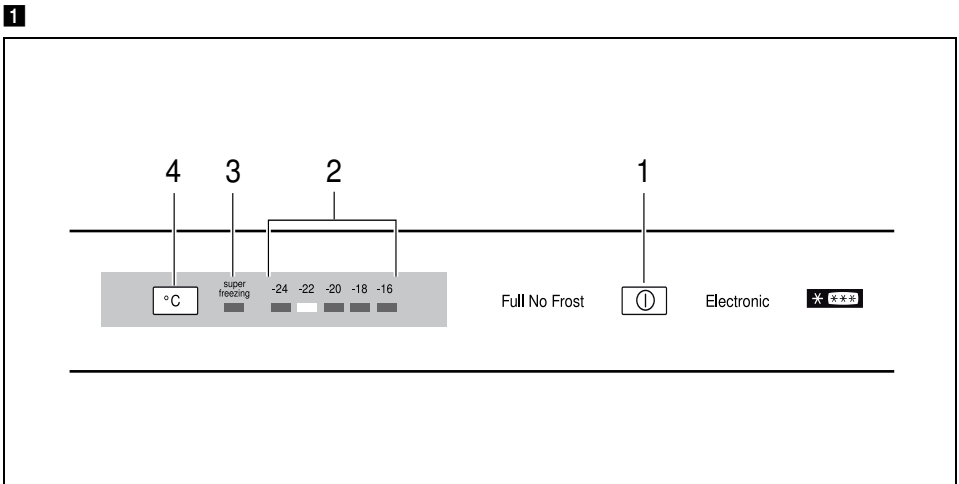 1
4 3 2 1
super
freezing
-24 -22 -20 -18 -16
°C
Full No Frost
Electronic